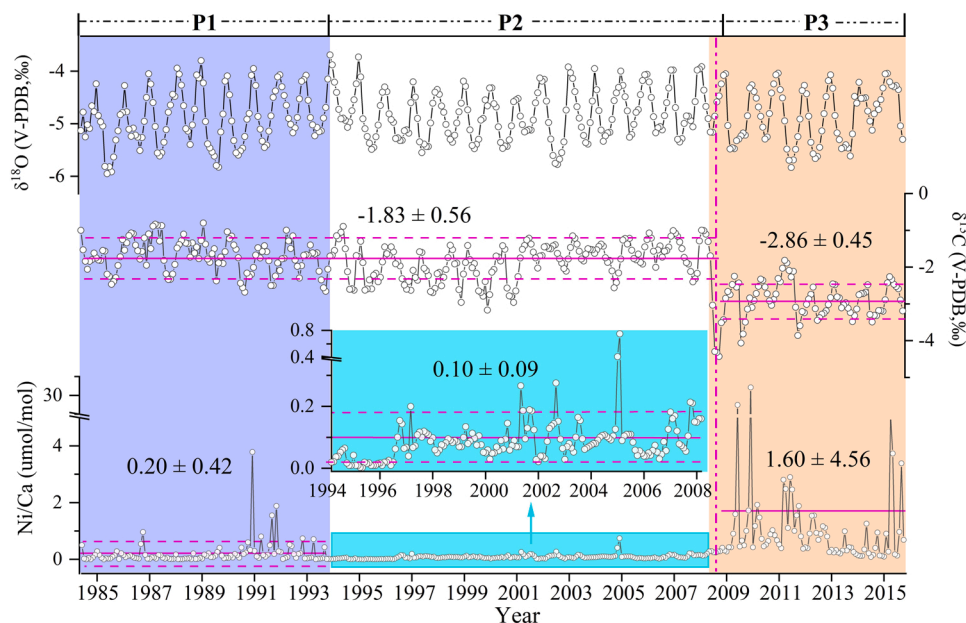 P1 P2 P3
-4
-5
-6
δ¹⁸O (V-PDB,‰)
0
-2
-4
δ¹³C (V-PDB,‰)
-1.83 ± 0.56
-2.86 ± 0.45
0.8
0.4
0.2
0.0
0.10 ± 0.09
1994 1996 1998 2000 2002 2005 2006 2008
30
4
2
0
Ni/Ca (umol/mol)
0.20 ± 0.42
1.60 ± 4.56
1985 1987 1989 1991 1993 1995 1997 1999 2001 2003 2005 2007 2009 2011 2013 2015
Year